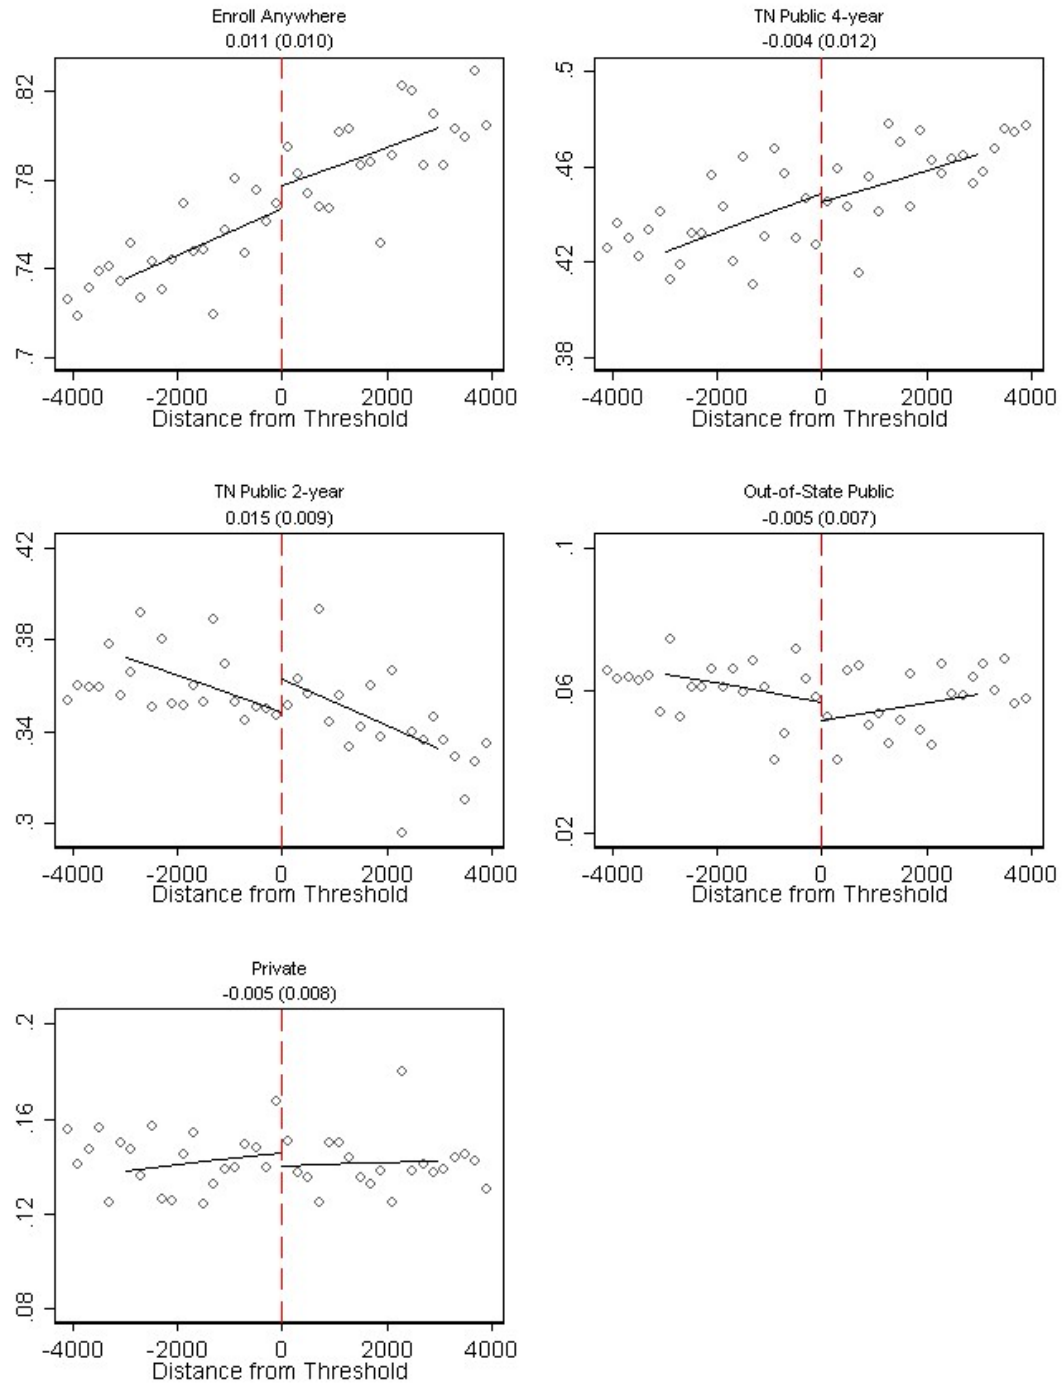 Enroll Anywhere
0.011 (0.010)
.82
.78
.74
.7
-4000 -2000 0 2000 4000
Distance from Threshold
TN Public 4-year
-0.004 (0.012)
.5
.46
.42
.38
-4000 -2000 0 2000 4000
Distance from Threshold
TN Public 2-year
0.015 (0.009)
.42
.38
.34
.3
-4000 -2000 0 2000 4000
Distance from Threshold
Out-of-State Public
-0.005 (0.007)
.1
.06
.02
-4000 -2000 0 2000 4000
Distance from Threshold
Private
-0.005 (0.008)
.2
.16
.12
.08
-4000 -2000 0 2000 4000
Distance from Threshold